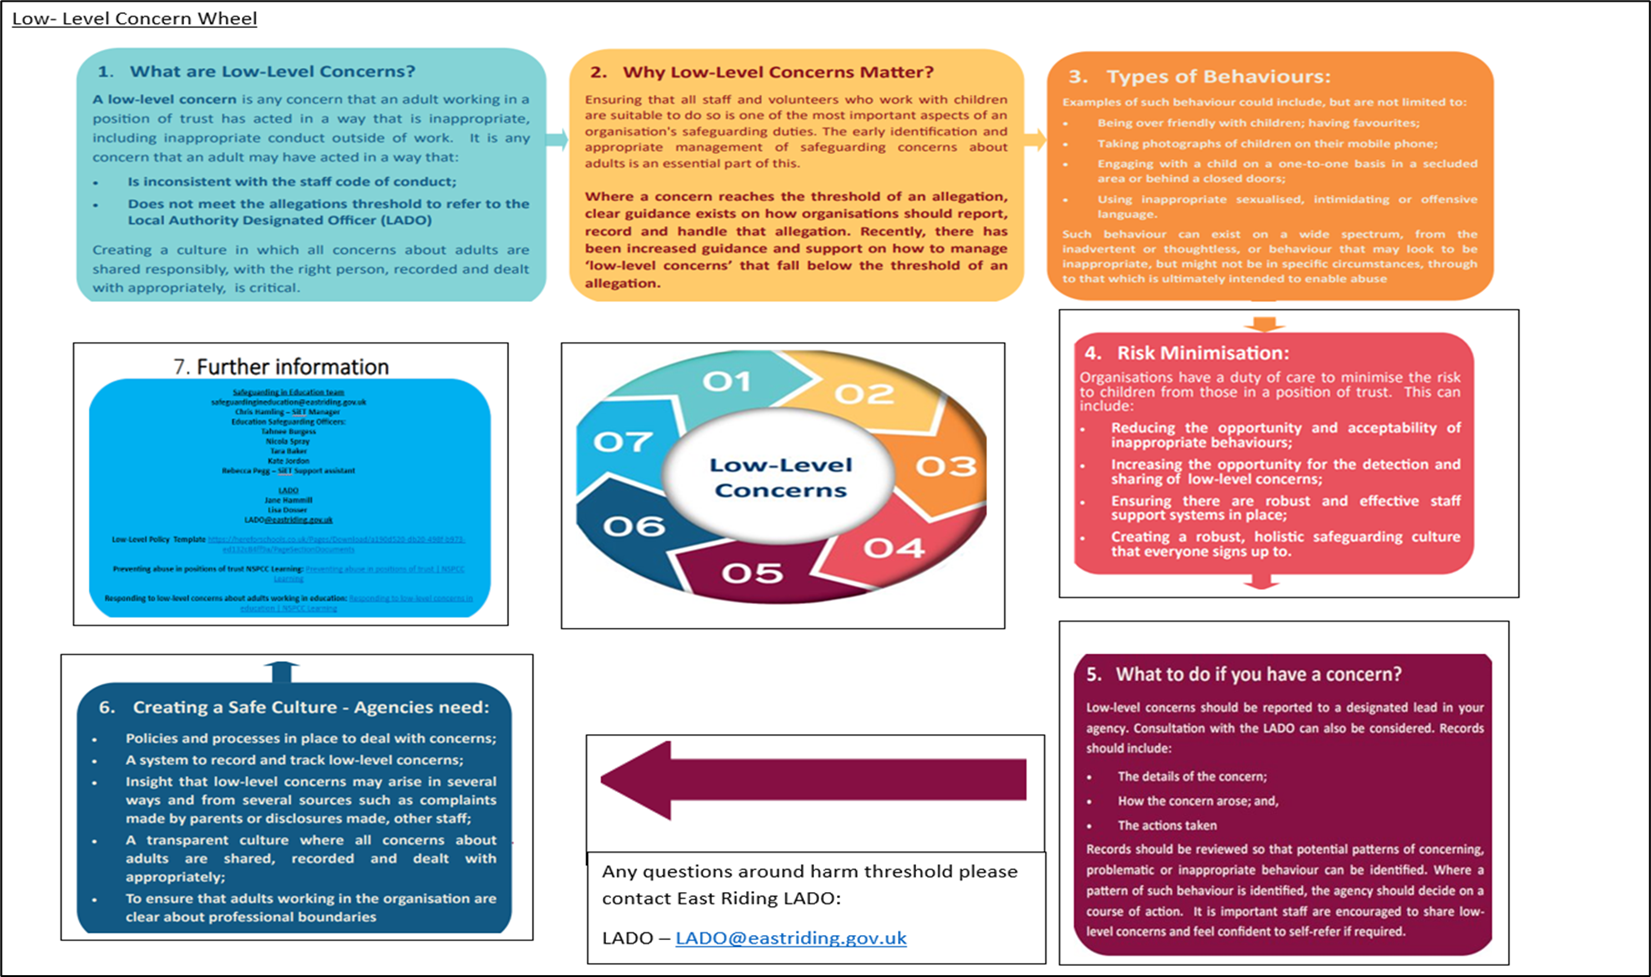 Low- Level Concern Wheel
1. What are Low-Level Concerns?
A low-level concern is any concern that an adult working in a
position of trust has acted in a way that is inappropriate,
including inappropriate conduct outside of work. It is any
concern that an adult may have acted in a way that:
• Is inconsistent with the staff code of conduct;
• Does not meet the allegations threshold to refer to the
Local Authority Designated Officer (LADO)
Creating a culture in which all concerns about adults are
shared responsibly, with the right person, recorded and dealt
with appropriately, is critical.
2. Why Low-Level Concerns Matter?
Ensuring that all staff and volunteers who work with children
are suitable to do so is one of the most important aspects of an
organisation's safeguarding duties. The early identification and
appropriate management of safeguarding concerns about
adults is an essential part of this.
Where a concern reaches the threshold of an allegation,
clear guidance exists on how organisations should report,
record and handle that allegation. Recently, there has
been increased guidance and support on how to manage
‘low-level concerns’ that fall below the threshold of an
allegation.
3. Types of Behaviours:
Examples of such behaviour could include, but are not limited to:
• Being over friendly with children; having favourites;
• Taking photographs of children on their mobile phone;
• Engaging with a child on a one-to-one basis in a secluded
area or behind a closed doors;
• Using inappropriate sexualised, intimidating or offensive
language.
Such behaviour can exist on a wide spectrum, from the
inadvertent or thoughtless, or behaviour that may look to be
inappropriate, but might not be in specific circumstances, through
to that which is ultimately intended to enable abuse
4. Risk Minimisation:
Organisations have a duty of care to minimise the risk
to children from those in a position of trust. This can
include:
• Reducing the opportunity and acceptability of
inappropriate behaviours;
• Increasing the opportunity for the detection and
sharing of low-level concerns;
• Ensuring there are robust and effective staff
support systems in place;
• Creating a robust, holistic safeguarding culture
that everyone signs up to.
5. What to do if you have a concern?
Low-level concerns should be reported to a designated lead in your
agency. Consultation with the LADO can also be considered. Records
should include:
• The details of the concern;
• How the concern arose; and,
• The actions taken
Records should be reviewed so that potential patterns of concerning,
problematic or inappropriate behaviour can be identified. Where a
pattern of such behaviour is identified, the agency should decide on a
course of action. It is important staff are encouraged to share low-
level concerns and feel confident to self-refer if required.
6. Creating a Safe Culture - Agencies need:
• Policies and processes in place to deal with concerns;
• A system to record and track low-level concerns;
• Insight that low-level concerns may arise in several
ways and from several sources such as complaints
made by parents or disclosures made, other staff;
• A transparent culture where all concerns about
adults are shared, recorded and dealt with
appropriately;
• To ensure that adults working in the organisation are
clear about professional boundaries
7. Further information
Safeguarding in Education team
safeguardingineducation@eastriding.gov.uk
Chris Hamling – SiET Manager
Education Safeguarding Officers:
Tahnee Burgess
Nicola Spray
Tara Baker
Kate Jordon
Rebecca Pegg – SiET Support assistant
LADO
Jane Hammill
Lisa Dosser
LADO@eastriding.gov.uk
Low-Level Policy Template
Preventing abuse in positions of trust NSPCC Learning: Preventing abuse in positions of trust | NSPCC
Learning
Responding to low-level concerns about adults working in education: Responding to low-level concerns in
education | NSPCC Learning
01
02
03
04
05
06
07
Low-Level
Concerns
Any questions around harm threshold please
contact East Riding LADO:
LADO – LADO@eastriding.gov.uk